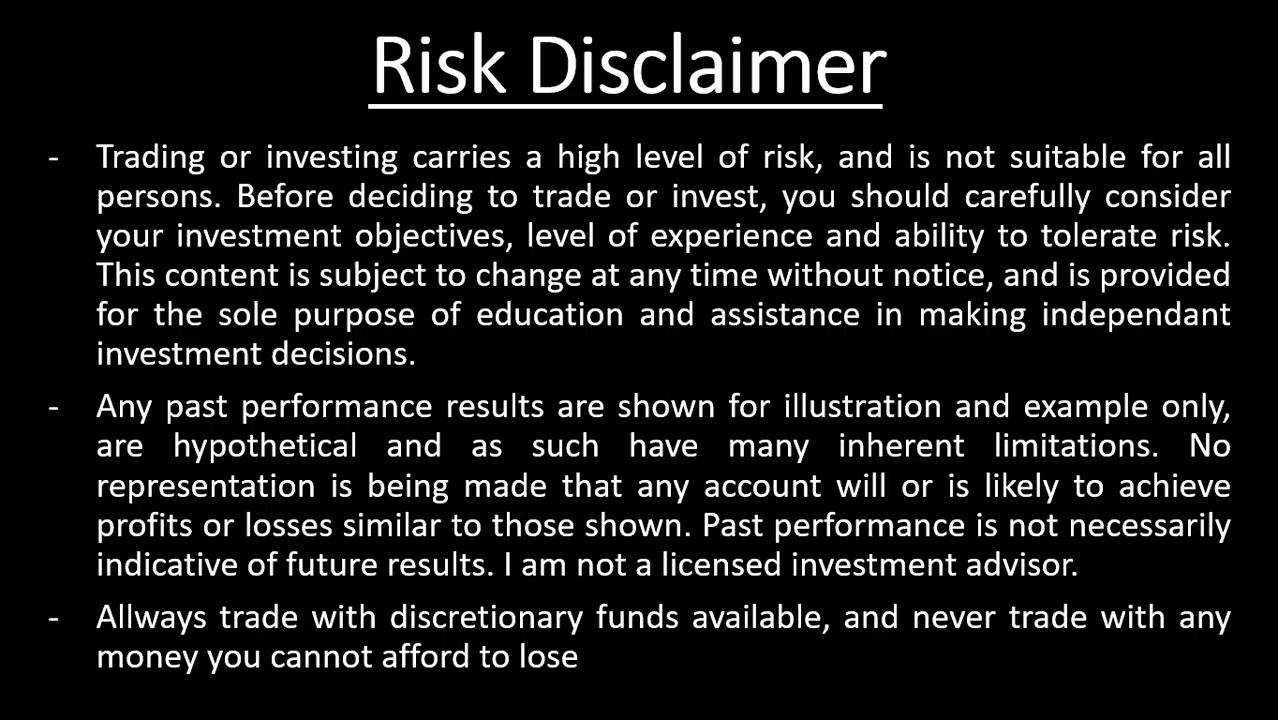 Risk Disclaimer
- Trading or investing carries a high level of risk, and is not suitable for all
persons. Before deciding to trade or invest, you should carefully consider
your investment objectives, level of experience and ability to tolerate risk.
This content is subject to change at any time without notice, and is provided
for the sole purpose of education and assistance in making independant
investment decisions.
- Any past performance results are shown for illustration and example only,
are hypothetical and as such have many inherent limitations. No
representation is being made that any account will or is likely to achieve
profits or losses similar to those shown. Past performance is not necessarily
indicative of future results. I am not a licensed investment advisor.
- Allways trade with discretionary funds available, and never trade with any
money you cannot afford to lose